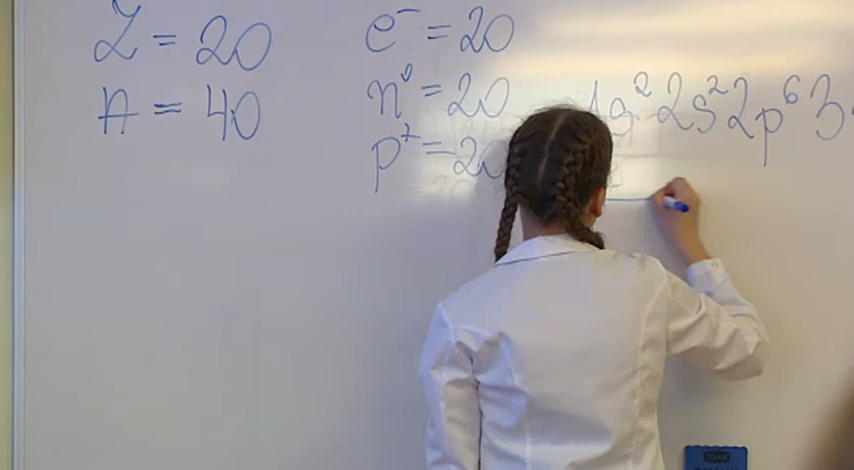 Z = 20
A = 40
e⁻ = 20
n⁰ = 20
p⁺ = 20
1s² 2s² 2p⁶ 3